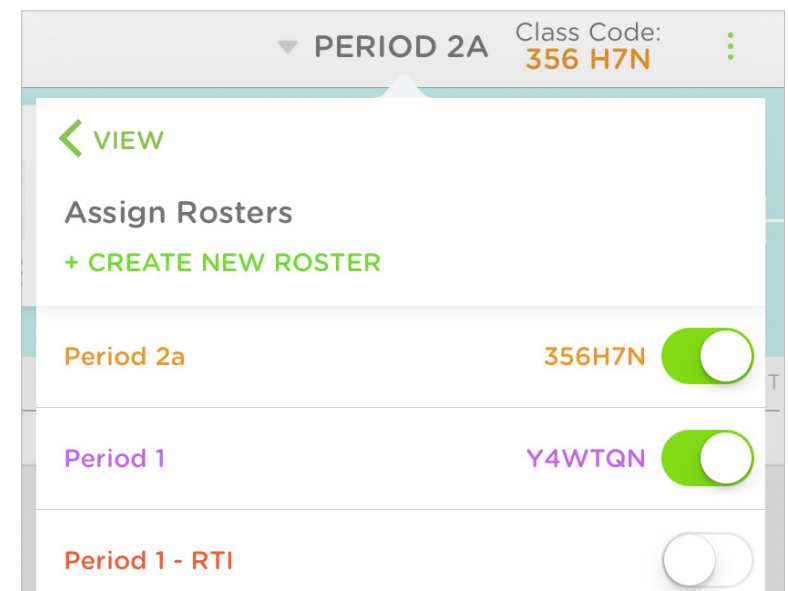 PERIOD 2A
Class Code:
356 H7N
VIEW
Assign Rosters
+ CREATE NEW ROSTER
Period 2a 356H7N
T
Period 1 Y4WTQN
Period 1 - RTI